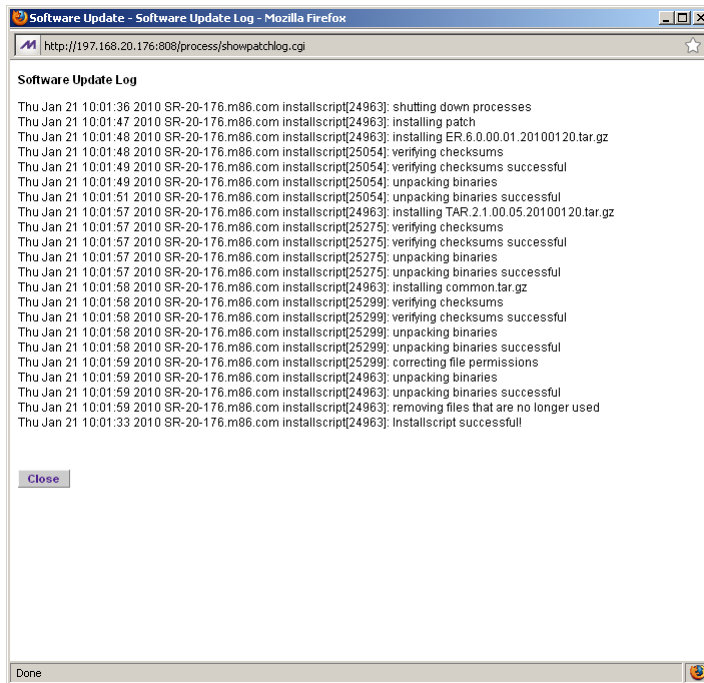 Software Update - Software Update Log - Mozilla Firefox
http://197.168.20.176:808/process/showpatchlog.cgi
Software Update Log
Thu Jan 21 10:01:36 2010 SR-20-176.m86.com installscript[24963]: shutting down processes
Thu Jan 21 10:01:47 2010 SR-20-176.m86.com installscript[24963]: installing patch
Thu Jan 21 10:01:48 2010 SR-20-176.m86.com installscript[24963]: installing ER.6.0.00.01.20100120.tar.gz
Thu Jan 21 10:01:48 2010 SR-20-176.m86.com installscript[25054]: verifying checksums
Thu Jan 21 10:01:49 2010 SR-20-176.m86.com installscript[25054]: verifying checksums successful
Thu Jan 21 10:01:49 2010 SR-20-176.m86.com installscript[25054]: unpacking binaries
Thu Jan 21 10:01:51 2010 SR-20-176.m86.com installscript[25054]: unpacking binaries successful
Thu Jan 21 10:01:57 2010 SR-20-176.m86.com installscript[24963]: installing TAR.2.1.00.05.20100120.tar.gz
Thu Jan 21 10:01:57 2010 SR-20-176.m86.com installscript[25275]: verifying checksums
Thu Jan 21 10:01:57 2010 SR-20-176.m86.com installscript[25275]: verifying checksums successful
Thu Jan 21 10:01:57 2010 SR-20-176.m86.com installscript[25275]: unpacking binaries
Thu Jan 21 10:01:57 2010 SR-20-176.m86.com installscript[25275]: unpacking binaries successful
Thu Jan 21 10:01:58 2010 SR-20-176.m86.com installscript[24963]: installing common.tar.gz
Thu Jan 21 10:01:58 2010 SR-20-176.m86.com installscript[25299]: verifying checksums
Thu Jan 21 10:01:58 2010 SR-20-176.m86.com installscript[25299]: verifying checksums successful
Thu Jan 21 10:01:58 2010 SR-20-176.m86.com installscript[25299]: unpacking binaries
Thu Jan 21 10:01:58 2010 SR-20-176.m86.com installscript[25299]: unpacking binaries successful
Thu Jan 21 10:01:59 2010 SR-20-176.m86.com installscript[25299]: correcting file permissions
Thu Jan 21 10:01:59 2010 SR-20-176.m86.com installscript[24963]: unpacking binaries
Thu Jan 21 10:01:59 2010 SR-20-176.m86.com installscript[24963]: unpacking binaries successful
Thu Jan 21 10:01:59 2010 SR-20-176.m86.com installscript[24963]: removing files that are no longer used
Thu Jan 21 10:01:33 2010 SR-20-176.m86.com installscript[24963]: Installscript successful!
Close
Done